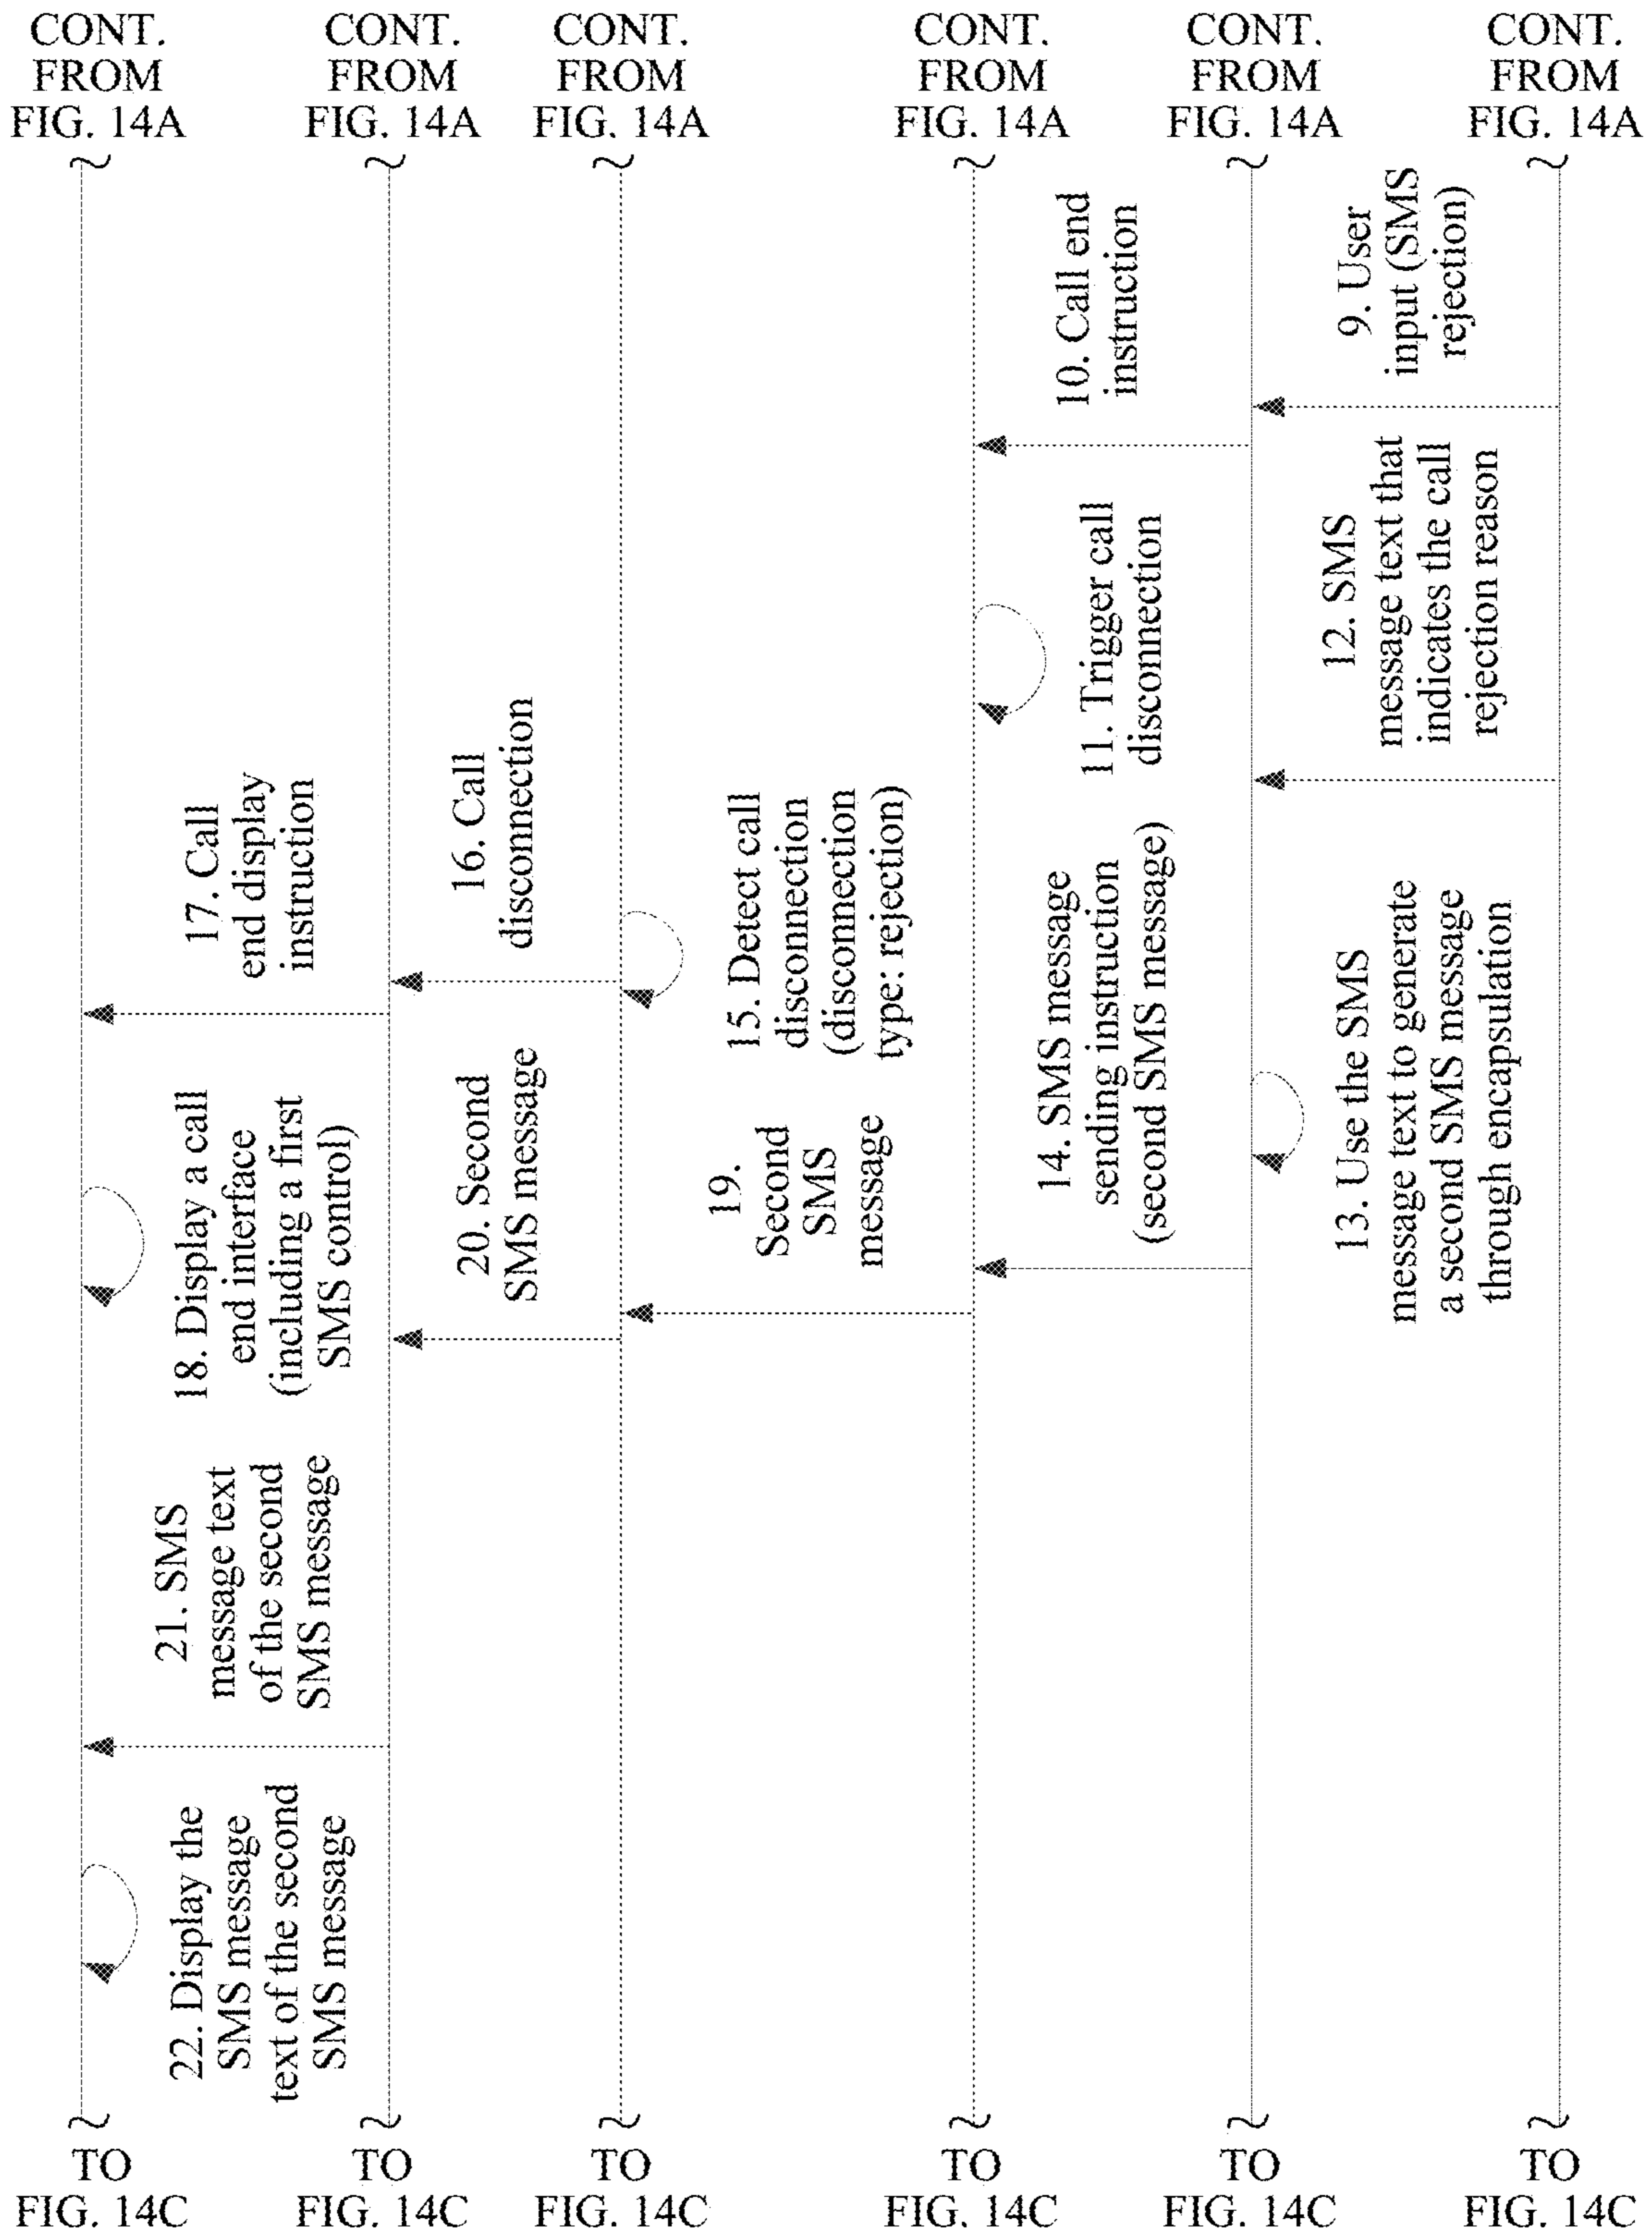 CONT.
FROM
FIG. 14A
CONT.
FROM
FIG. 14A
CONT.
FROM
FIG. 14A
CONT.
FROM
FIG. 14A
CONT.
FROM
FIG. 14A
CONT.
FROM
FIG. 14A
9. User
input (SMS
rejection)
10. Call end
instruction
11. Trigger call
disconnection
12. SMS
message text that
indicates the call
rejection reason
13. Use the SMS
message text to generate
a second SMS message
through encapsulation
14. SMS message
sending instruction
(second SMS message)
15. Detect call
disconnection
(disconnection
type: rejection)
16. Call
disconnection
17. Call
end display
instruction
18. Display a call
end interface
(including a first
SMS control)
19.
Second
SMS
message
20. Second
SMS message
21. SMS
message text
of the second
SMS message
22. Display the
SMS message
text of the second
SMS message
TO
FIG. 14C
TO
FIG. 14C
TO
FIG. 14C
TO
FIG. 14C
TO
FIG. 14C
TO
FIG. 14C